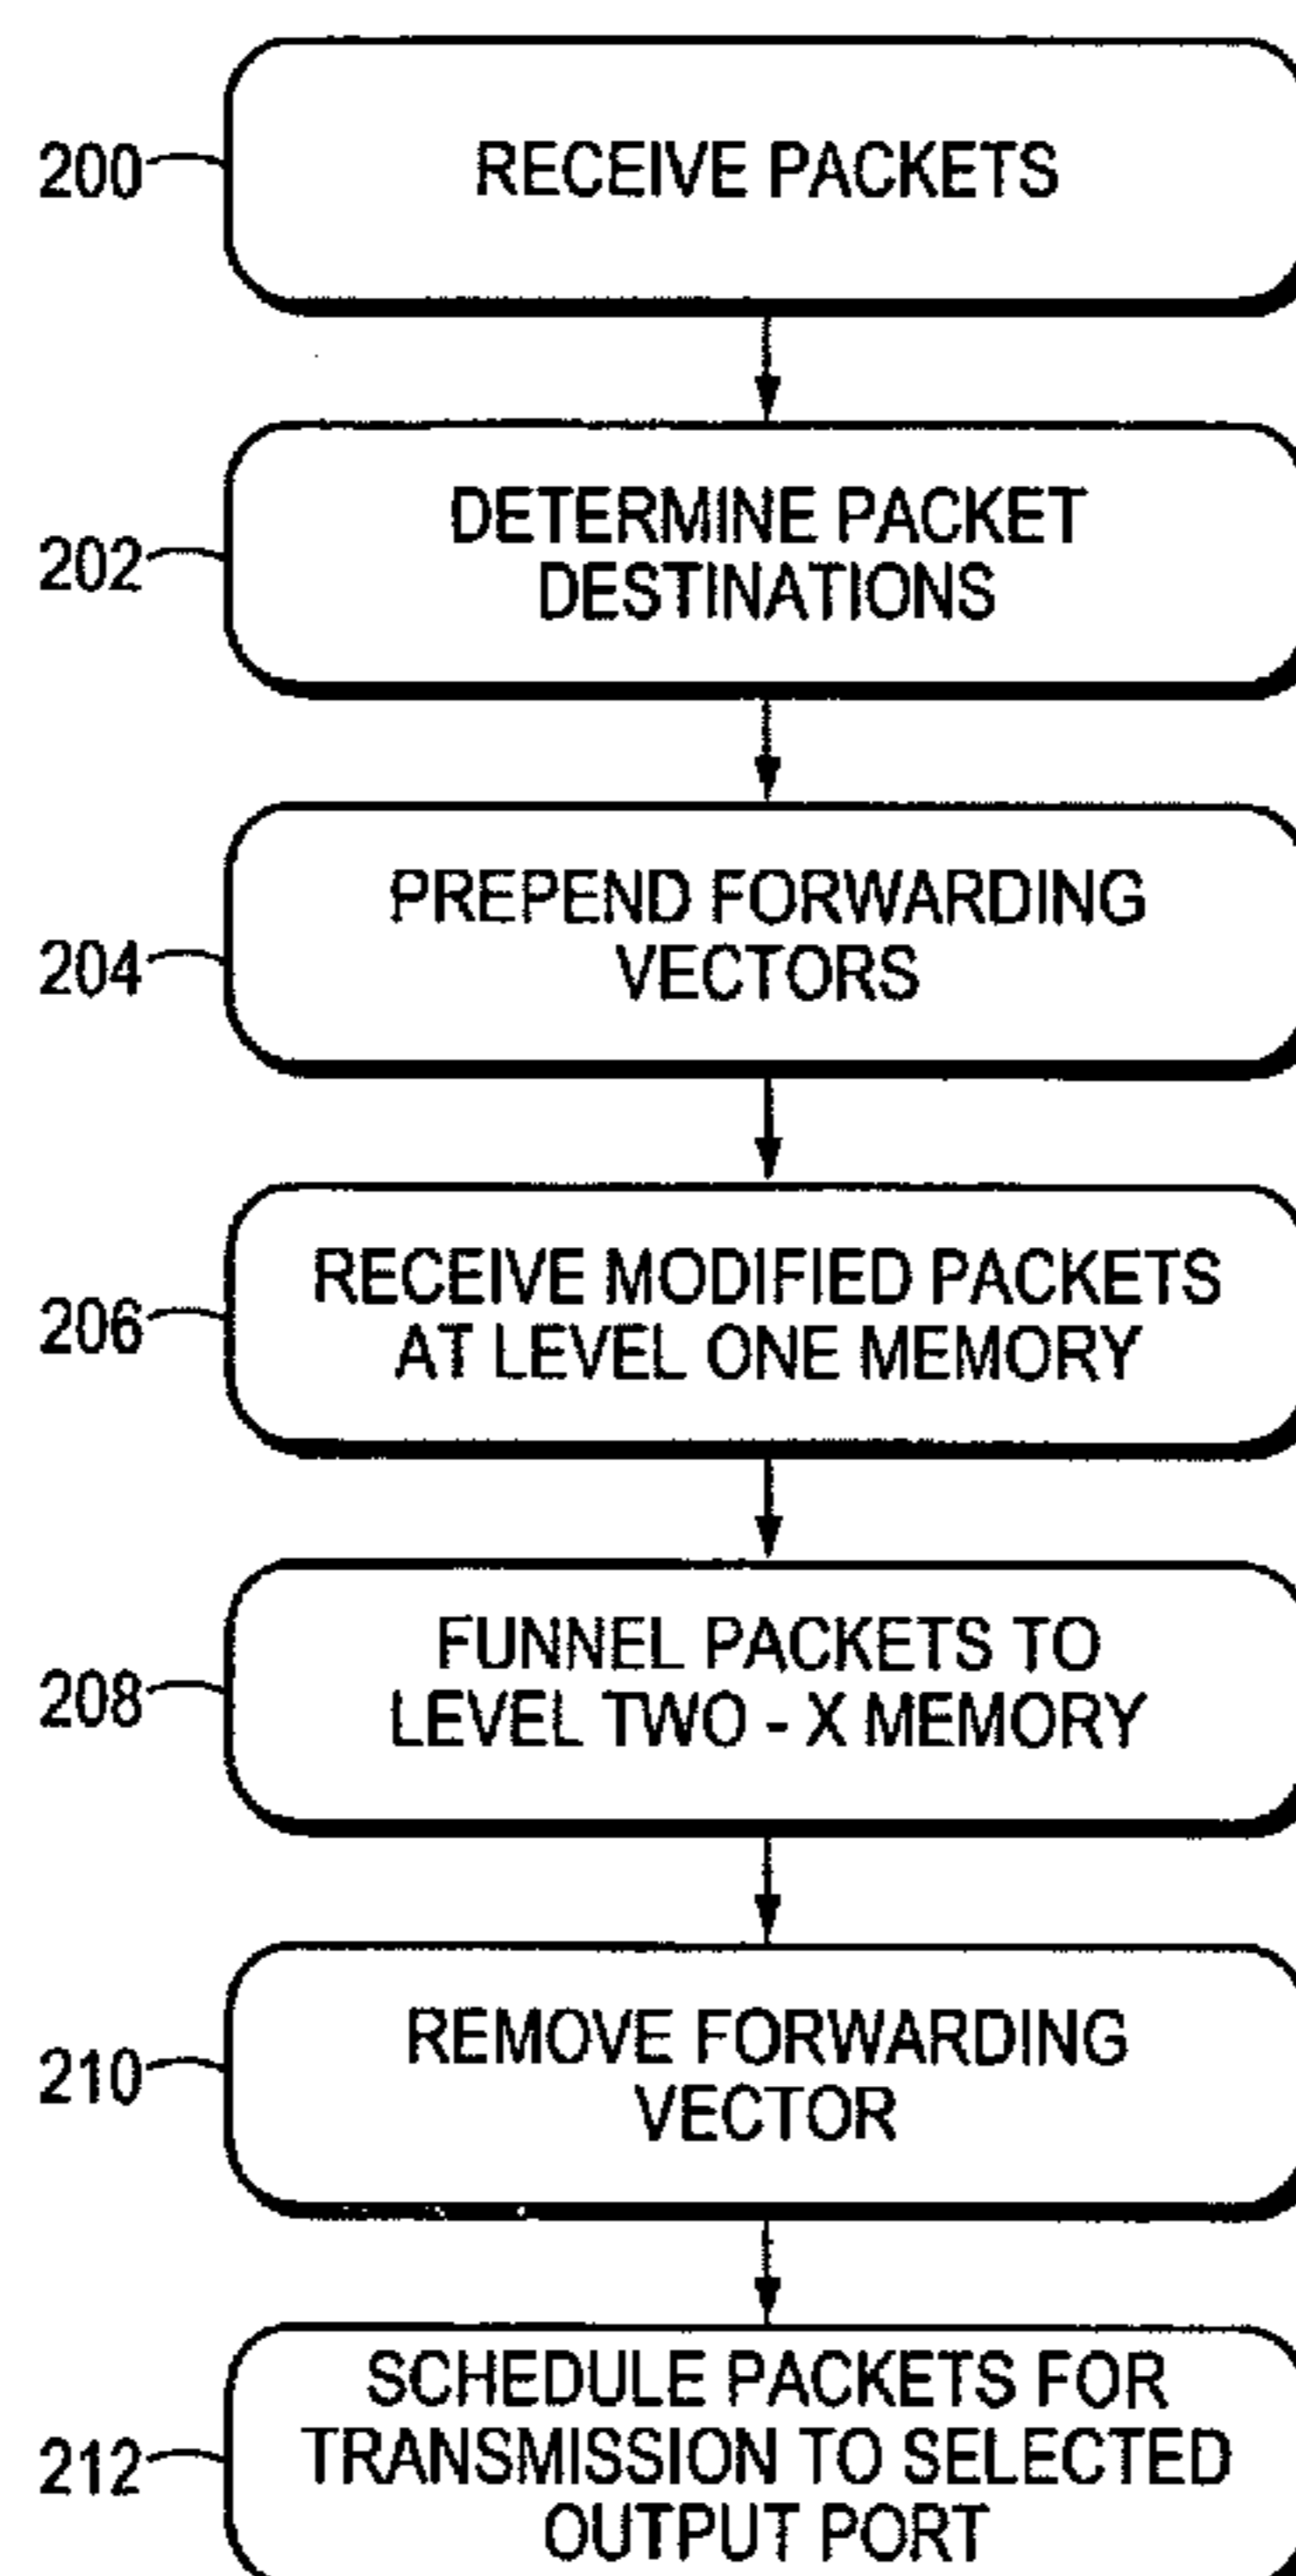 200
RECEIVE PACKETS
202
DETERMINE PACKET
DESTINATIONS
204
PREPEND FORWARDING
VECTORS
206
RECEIVE MODIFIED PACKETS
AT LEVEL ONE MEMORY
208
FUNNEL PACKETS TO
LEVEL TWO - X MEMORY
210
REMOVE FORWARDING
VECTOR
212
SCHEDULE PACKETS FOR
TRANSMISSION TO SELECTED
OUTPUT PORT